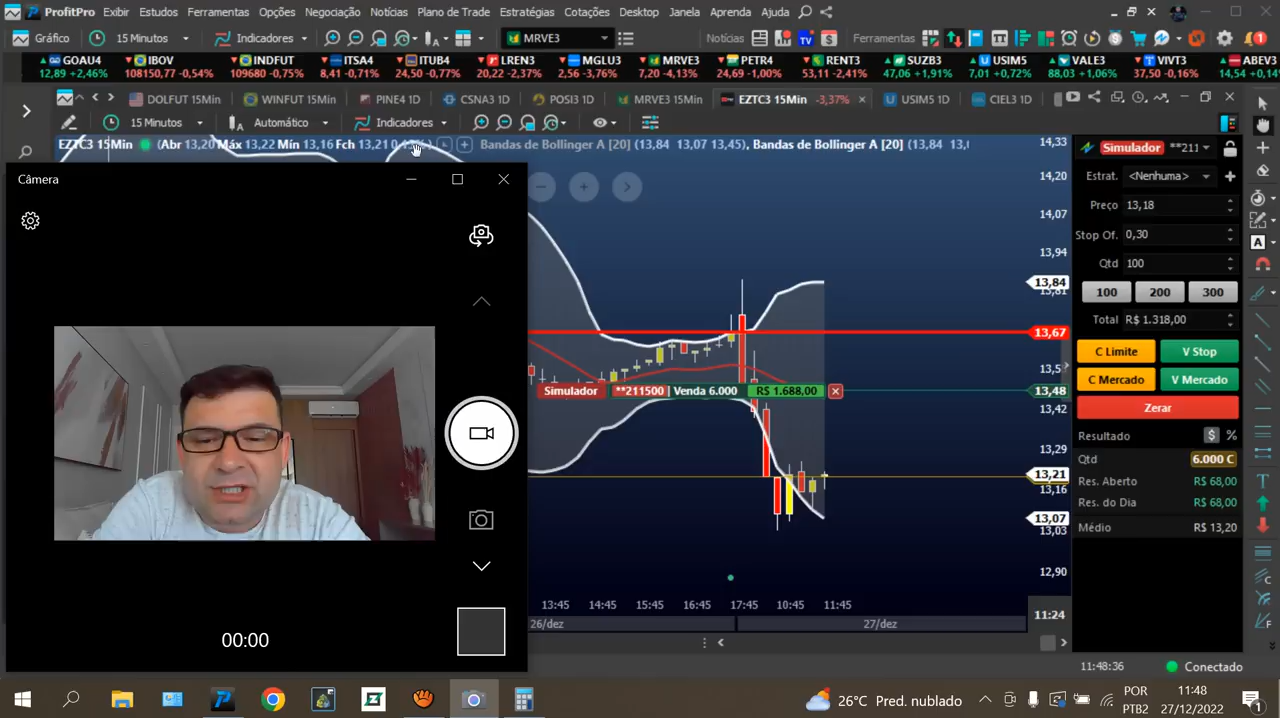 ProfitPro Exibir Estudos Ferramentas Opções Negociação Notícias Plano de Trade Estratégias Cotações Desktop Janela Aprenda Ajuda
Gráfico 15 Minutos Indicadores MRVE3 Notícias Ferramentas
GOAU4 IBOV INDFUT ITSA4 ITUB4 LREN3 MGLU3 MRVE3 PETR4 RENT3 SUZB3 USIM5 VALE3 VIVT3 ABEV3
12,89 +2,46% 108150,77 -0,54% 109680 -0,75% 8,41 -0,71% 24,50 -0,77% 20,22 -2,37% 2,56 -3,76% 7,20 -4,13% 24,69 -1,00% 53,11 -2,41% 47,06 +1,91% 7,01 +0,72% 88,03 +1,06% 37,50 -0,16% 14,54 +0,14
DOLFUT 15Min WINFUT 15Min PINE4 1D CSNA3 1D POSI3 1D MRVE3 15Min EZTC3 15Min -3,37% USIM5 1D CIEL3 1D
15 Minutos Automático Indicadores
EZTC3 15Min (Abr 13,20 Máx 13,22 Mín 13,16 Fch 13,21 Bandas de Bollinger A [20] (13,84 13,07 13,45), Bandas de Bollinger A [20] (13,84 13,0
Câmera
00:00
14,33
14,20
14,07
13,94
13,84
13,81
13,67
13,5
13,48
13,42
13,29
13,21
13,16
13,07
13,03
12,90
Simulador **211500 | Venda 6.000 R$ 1.688,00
13:45 14:45 15:45 16:45 17:45 10:45 11:45
26/dez 27/dez
11:24
Simulador **211
Estrat. <Nenhuma>
Preço 13,18
Stop Of. 0,30
Qtd 100
100 200 300
Total R$ 1.318,00
C Limite V Stop
C Mercado V Mercado
Zerar
Resultado $ %
Qtd 6.000 C
Res. Aberto R$ 68,00
Res. do Dia R$ 68,00
Médio R$ 13,20
11:48:36 Conectado
26°C Pred. nublado
POR
PTB2
11:48
27/12/2022